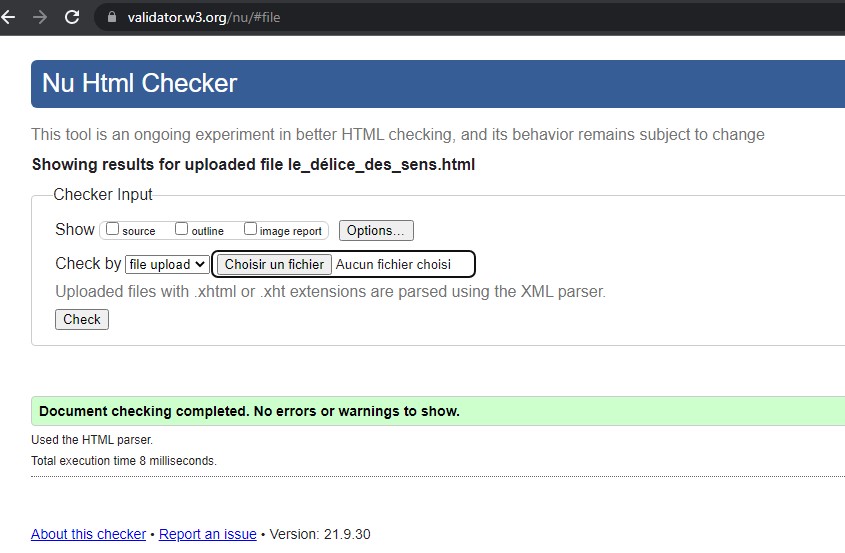 validator.w3.org/nu/#file
Nu Html Checker
This tool is an ongoing experiment in better HTML checking, and its behavior remains subject to change
Showing results for uploaded file le_délice_des_sens.html
Checker Input
Show source outline image report Options...
Check by file upload Choisir un fichier Aucun fichier choisi
Uploaded files with .xhtml or .xht extensions are parsed using the XML parser.
Check
Document checking completed. No errors or warnings to show.
Used the HTML parser.
Total execution time 8 milliseconds.
About this checker • Report an issue • Version: 21.9.30